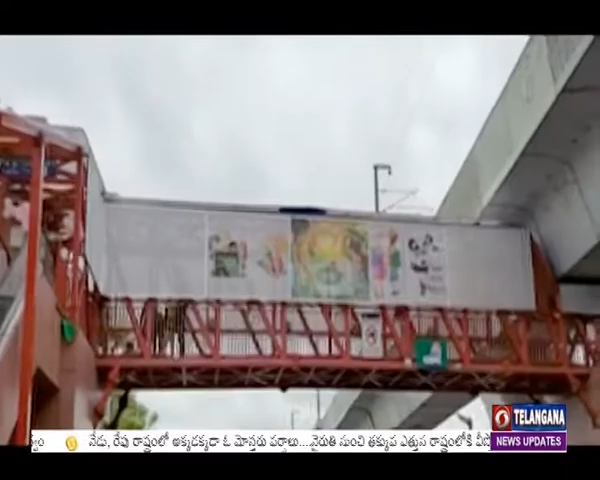 నేడు, రేపు రాష్ట్రంలో అక్కడక్కడా ఓ మోస్తరు వర్షాలు...నైరుతి నుంచి తక్కువ ఎత్తున రాష్ట్రంలోకి
TELANGANA
NEWS UPDATES